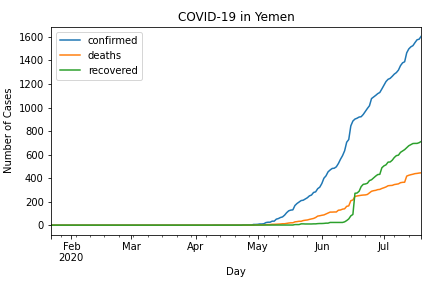 COVID-19 in Yemen
confirmed
deaths
recovered
Number of Cases
1600
1400
1200
1000
800
600
400
200
0
Feb Mar Apr May Jun Jul
2020
Day